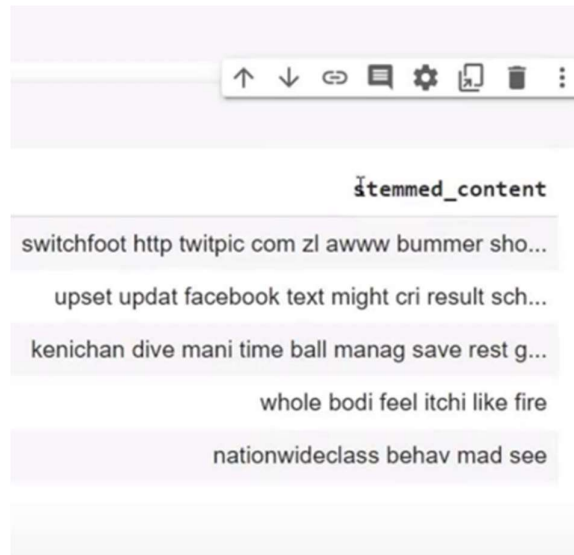 stemmed_content
switchfoot http twitpic com zl awww bummer sho...
upset updat facebook text might cri result sch...
kenichan dive mani time ball manag save rest g...
whole bodi feel itchi like fire
nationwideclass behav mad see